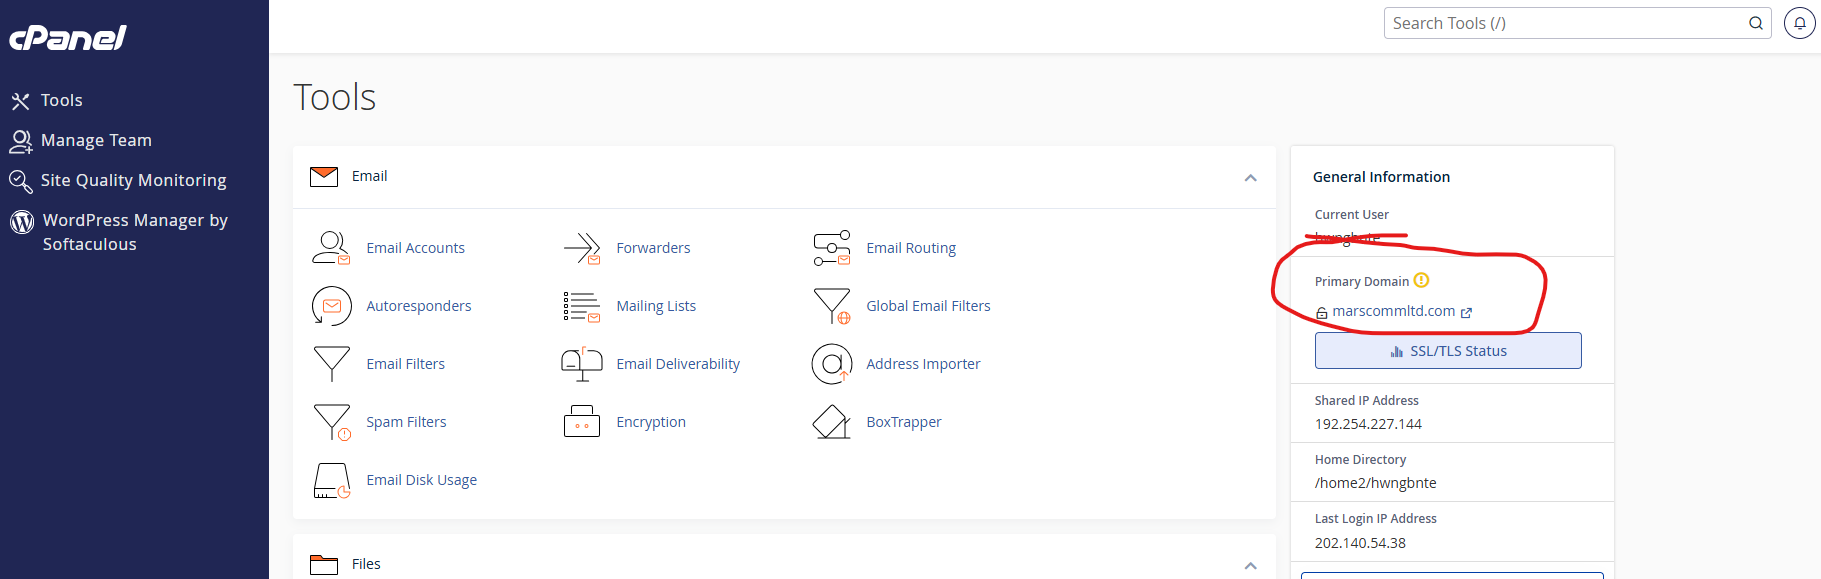 cPanel
Search Tools (/)
Tools
Manage Team
Site Quality Monitoring
WordPress Manager by
Softaculous
Tools
Email
Email Accounts
Forwarders
Email Routing
Autoresponders
Mailing Lists
Global Email Filters
Email Filters
Email Deliverability
Address Importer
Spam Filters
Encryption
BoxTrapper
Email Disk Usage
Files
General Information
Current User
Primary Domain
marscommltd.com
SSL/TLS Status
Shared IP Address
192.254.227.144
Home Directory
/home2/hwngbnte
Last Login IP Address
202.140.54.38